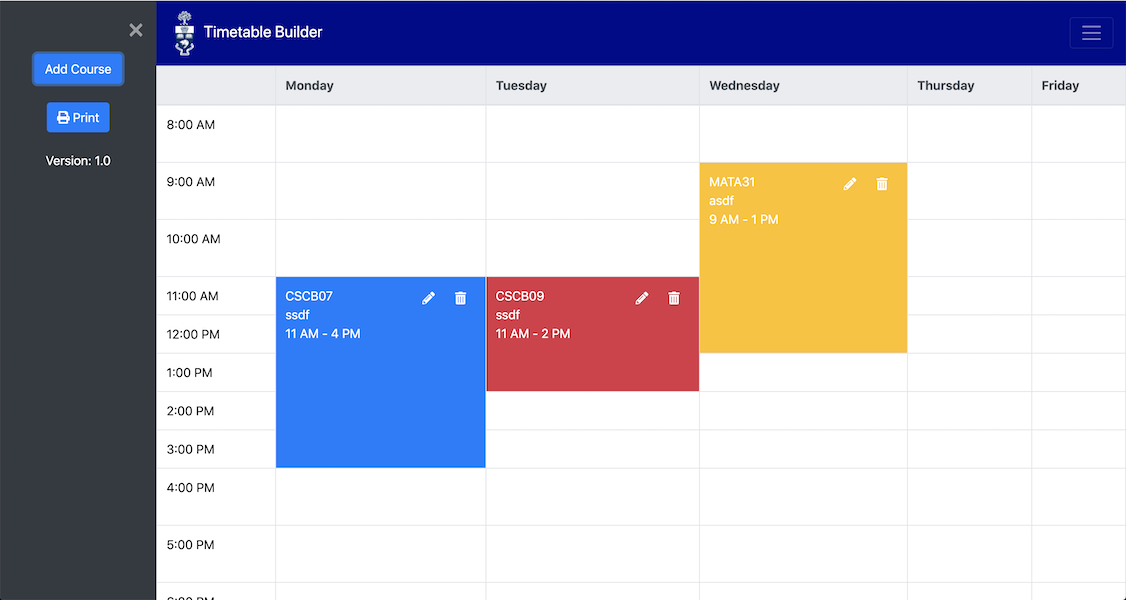 Timetable Builder
Add Course
Print
Version: 1.0
Monday Tuesday Wednesday Thursday Friday
8:00 AM
9:00 AM
MATA31
asdf
9 AM - 1 PM
10:00 AM
11:00 AM
CSCB07
ssdf
11 AM - 4 PM
CSCB09
ssdf
11 AM - 2 PM
12:00 PM
1:00 PM
2:00 PM
3:00 PM
4:00 PM
5:00 PM